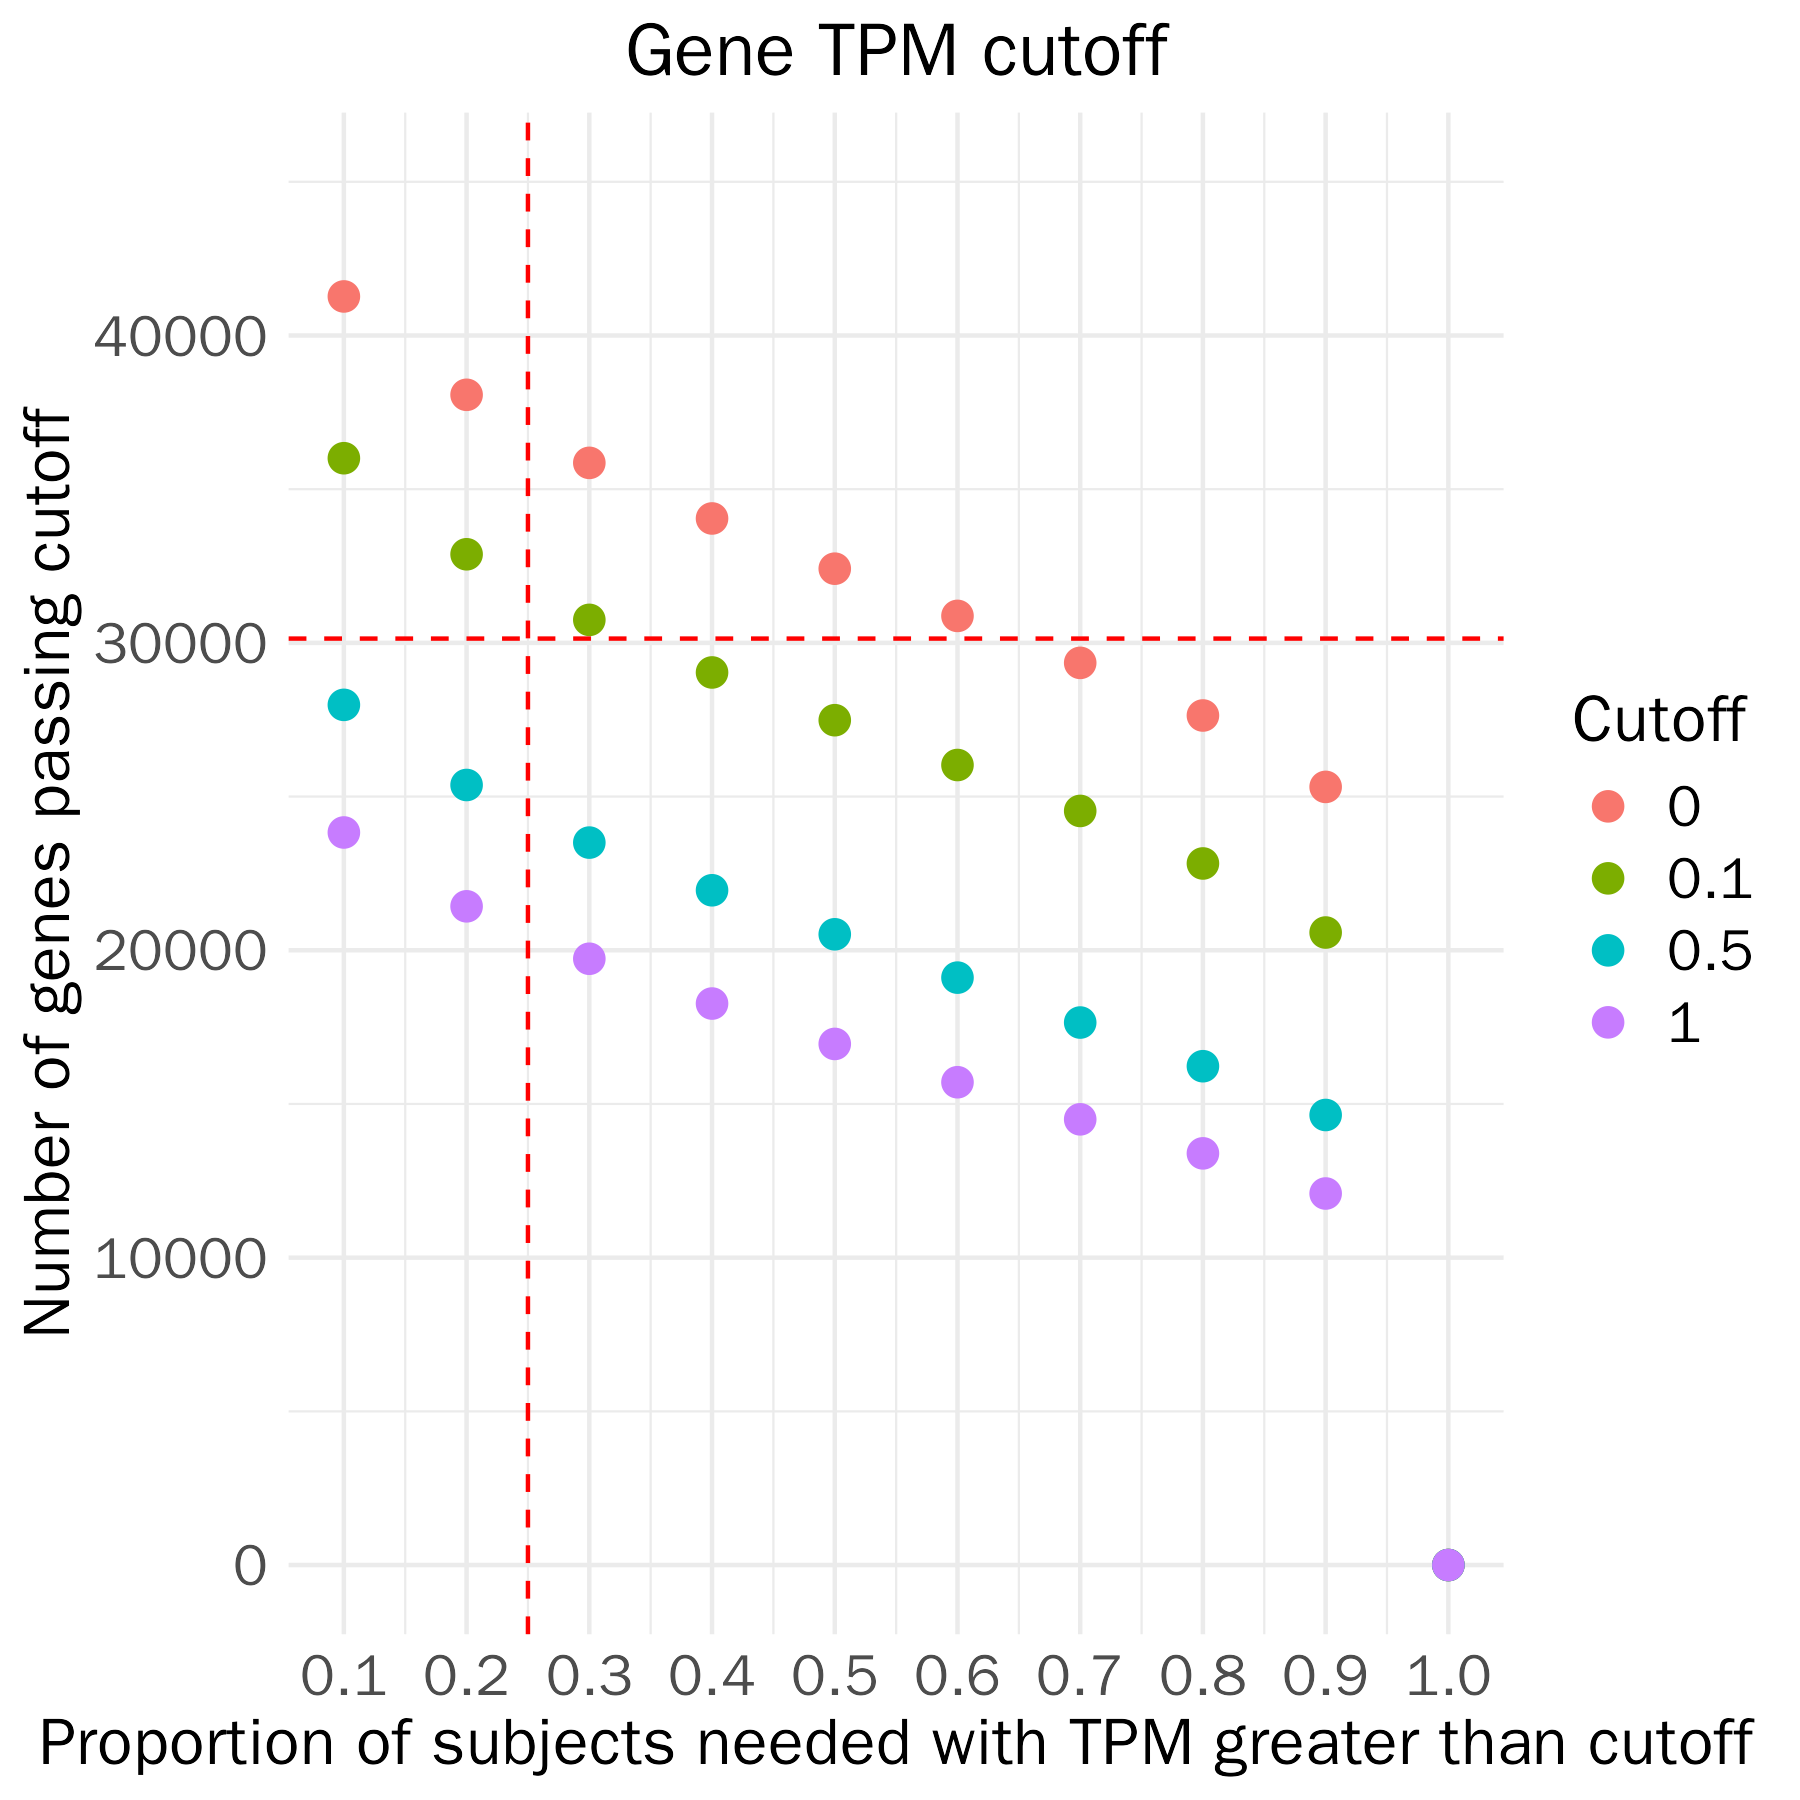 Gene TPM cutoff
Number of genes passing cutoff
40000
30000
20000
10000
0
0.1 0.2 0.3 0.4 0.5 0.6 0.7 0.8 0.9 1.0
Proportion of subjects needed with TPM greater than cutoff
Cutoff
0
0.1
0.5
1